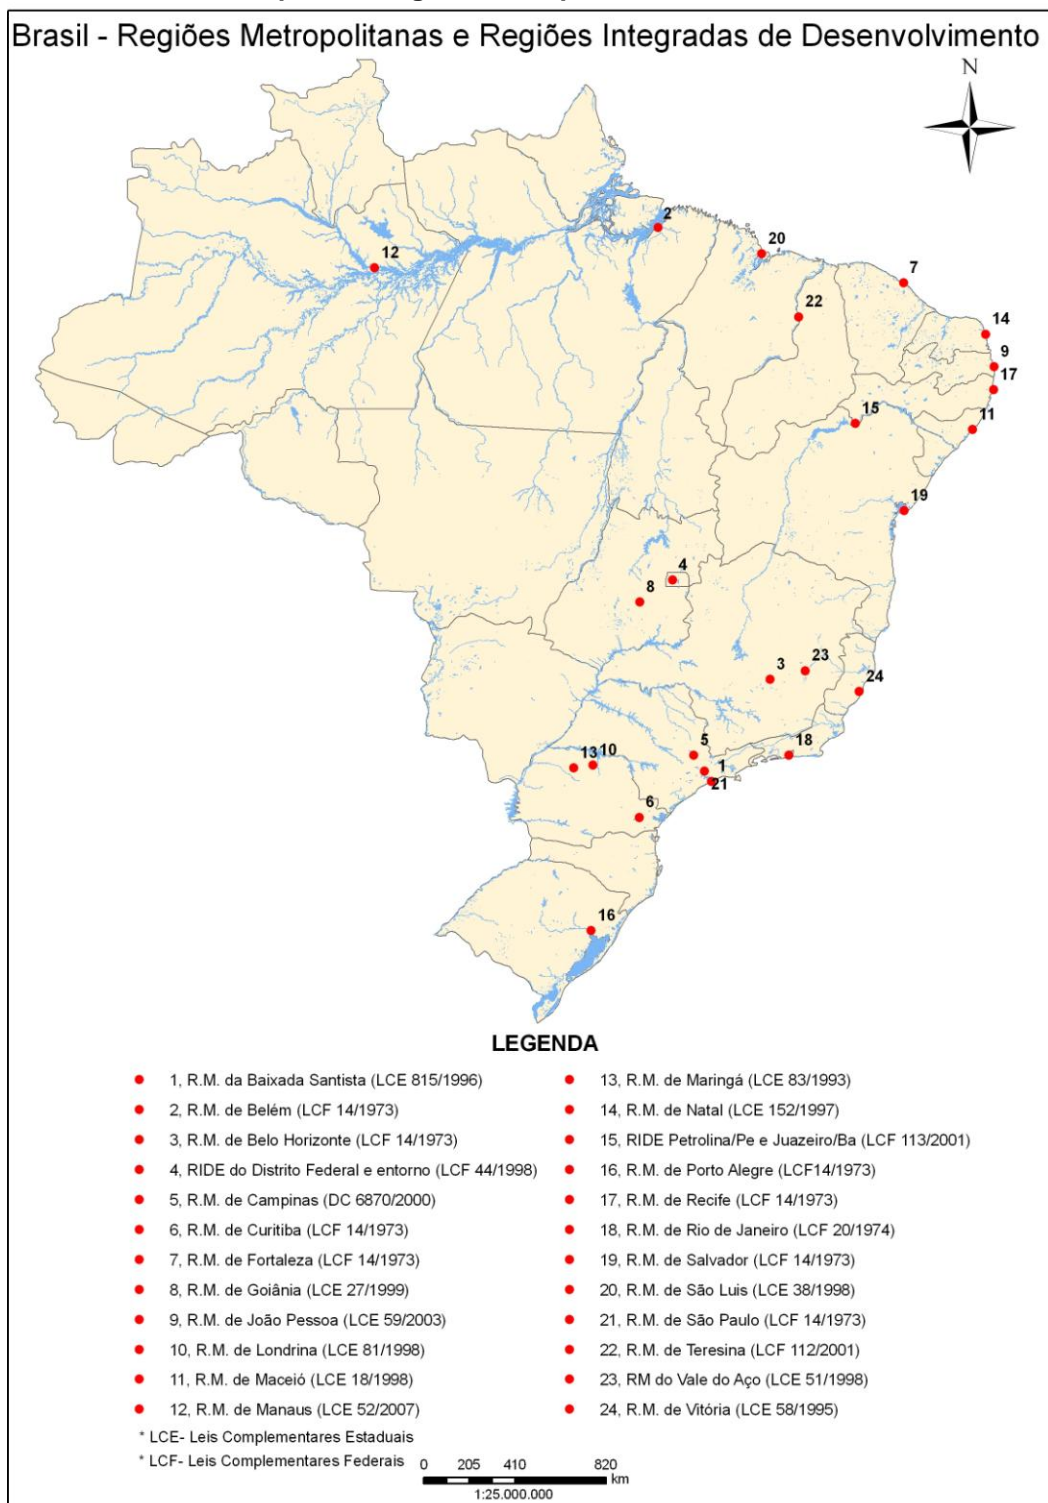 Brasil - Regiões Metropolitanas e Regiões Integradas de Desenvolvimento
N
2
20
12
7
22
14
9
17
15
11
19
4
8
3
23
24
5
18
13
10
1
21
6
16
LEGENDA
1, R.M. da Baixada Santista (LCE 815/1996)
2, R.M. de Belém (LCF 14/1973)
3, R.M. de Belo Horizonte (LCF 14/1973)
4, RIDE do Distrito Federal e entorno (LCF 44/1998)
5, R.M. de Campinas (DC 6870/2000)
6, R.M. de Curitiba (LCF 14/1973)
7, R.M. de Fortaleza (LCF 14/1973)
8, R.M. de Goiânia (LCE 27/1999)
9, R.M. de João Pessoa (LCE 59/2003)
10, R.M. de Londrina (LCE 81/1998)
11, R.M. de Maceió (LCE 18/1998)
12, R.M. de Manaus (LCE 52/2007)
13, R.M. de Maringá (LCE 83/1993)
14, R.M. de Natal (LCE 152/1997)
15, RIDE Petrolina/Pe e Juazeiro/Ba (LCF 113/2001)
16, R.M. de Porto Alegre (LCF14/1973)
17, R.M. de Recife (LCF 14/1973)
18, R.M. de Rio de Janeiro (LCF 20/1974)
19, R.M. de Salvador (LCF 14/1973)
20, R.M. de São Luis (LCE 38/1998)
21, R.M. de São Paulo (LCF 14/1973)
22, R.M. de Teresina (LCF 112/2001)
23, RM do Vale do Aço (LCE 51/1998)
24, R.M. de Vitória (LCE 58/1995)
* LCE- Leis Complementares Estaduais
* LCF- Leis Complementares Federais
0 205 410 820
km
1:25.000.000